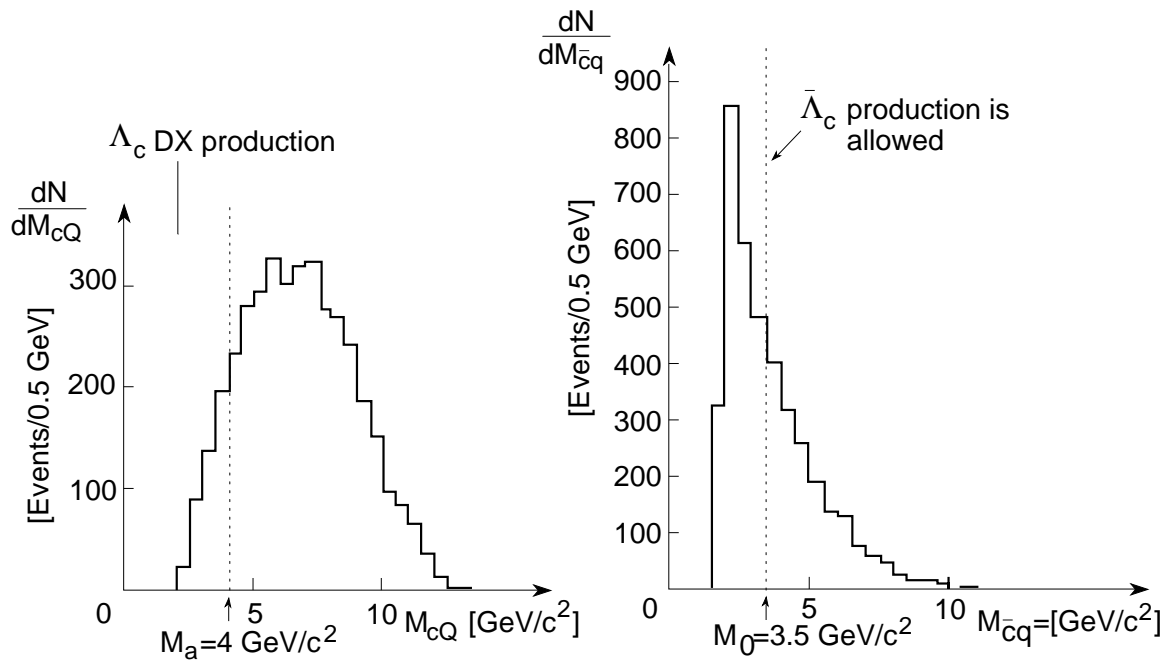 Λc DX production
dN
dMcQ
[Events/0.5 GeV]
300
200
100
0
5
10
McQ [GeV/c²]
Ma=4 GeV/c²
dN
dMc̄q
[Events/0.5 GeV]
900
800
700
600
500
400
300
200
100
0
5
10
Mc̄q=[GeV/c²]
M0=3.5 GeV/c²
Λ̄c production is
allowed